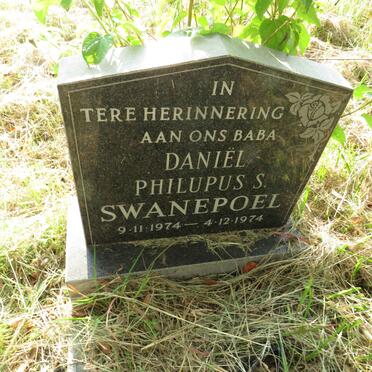 IN
TERE HERINNERING
AAN ONS BABA
DANIËL
PHILUPUS S.
SWANEPOEL
9·11·1974 — 4·12·1974